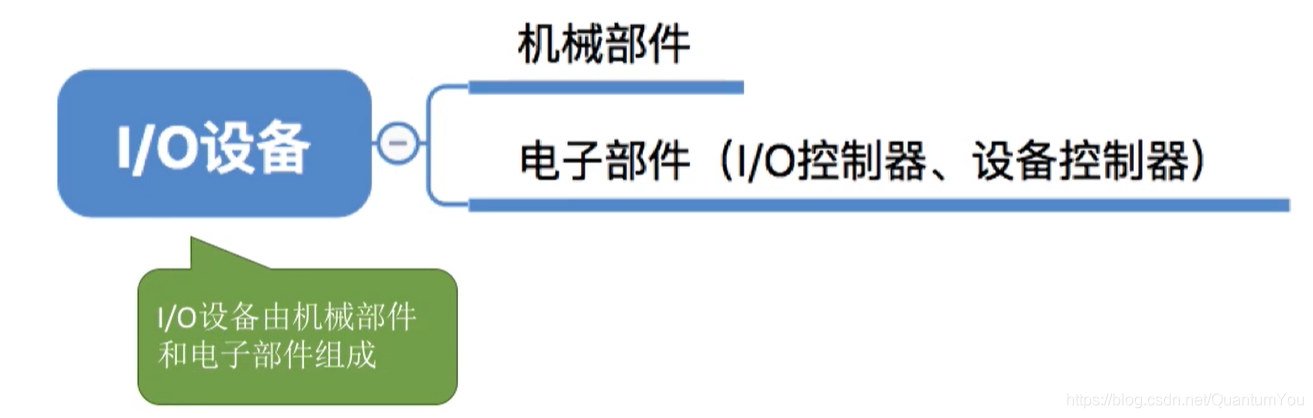 机械部件
I/O设备
电子部件（I/O控制器、设备控制器）
I/O设备由机械部件
和电子部件组成
https://blog.csdn.net/QuantumYou